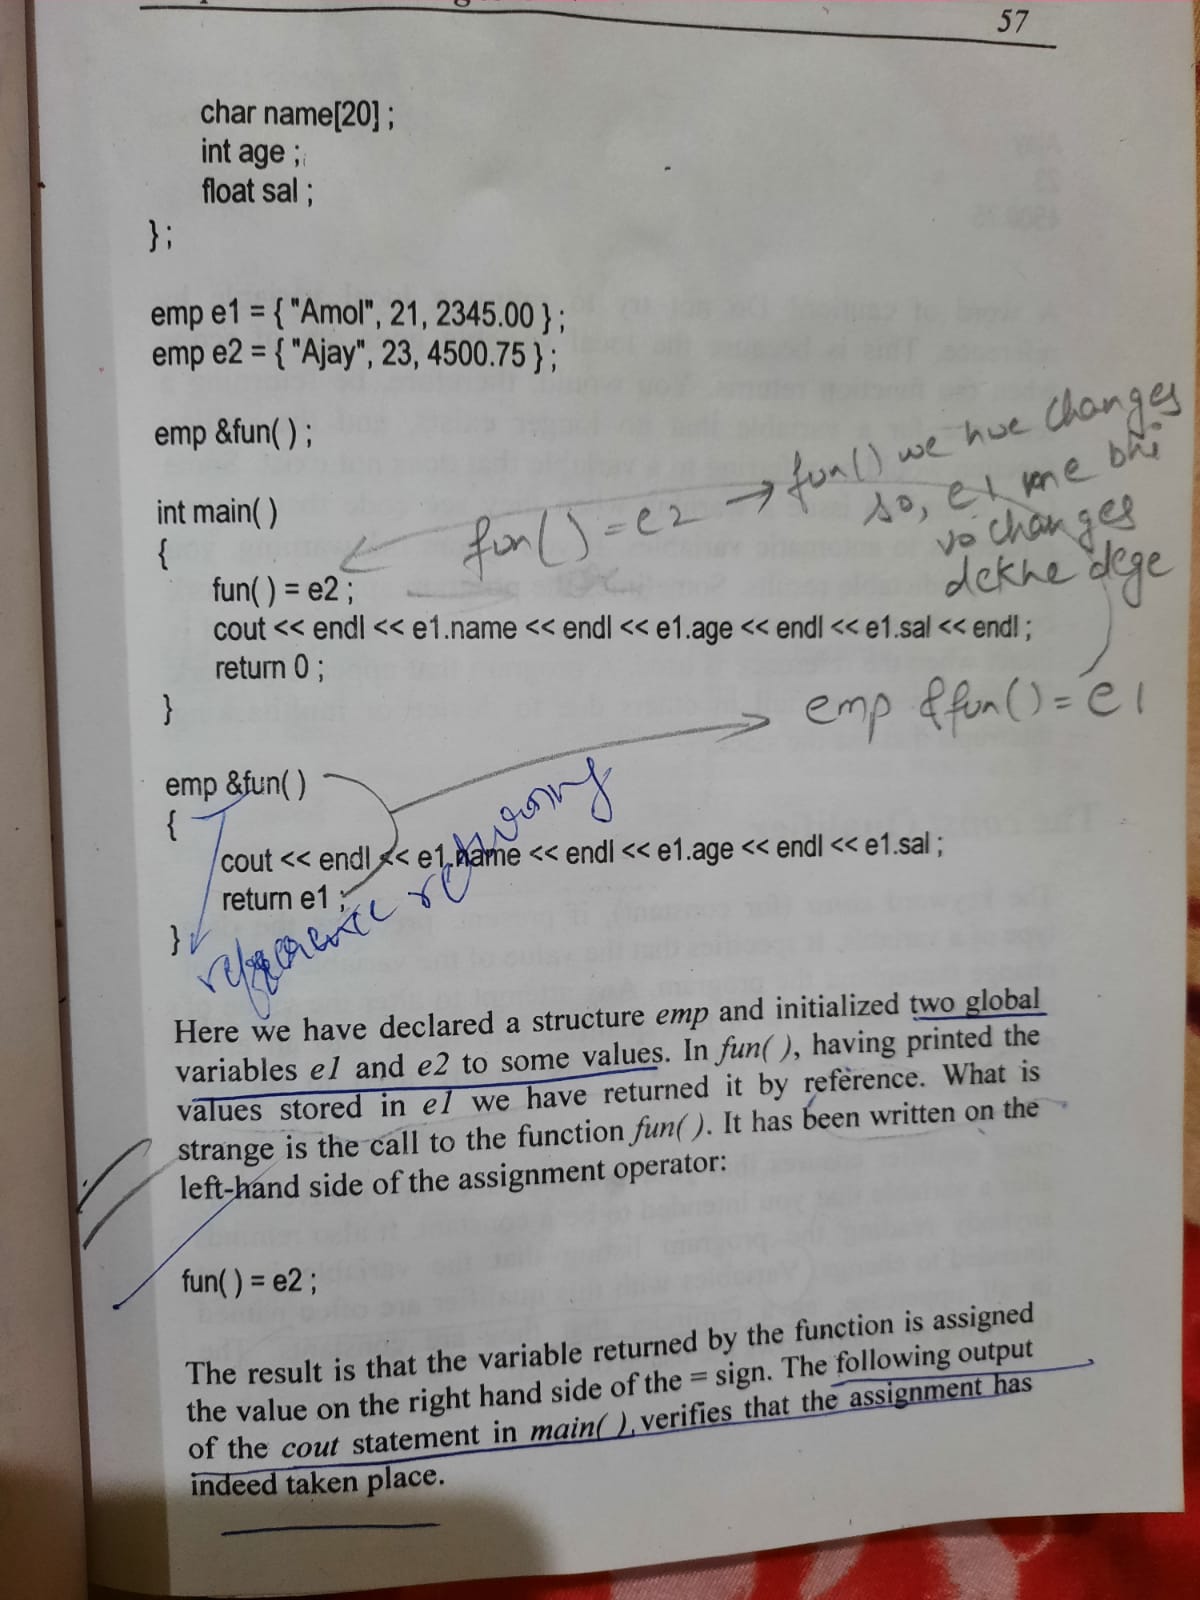 57
char name[20] ;
int age ;
float sal ;
} ;
emp e1 = { "Amol", 21, 2345.00 } ;
emp e2 = { "Ajay", 23, 4500.75 } ;
emp &fun( ) ;
fun() we hve changes
so, e1 me bhi
vo changes
dekhe dege
int main( )
{
fun() = e2
fun( ) = e2 ;
cout << endl << e1.name << endl << e1.age << endl << e1.sal << endl ;
return 0 ;
}
emp &fun() = e1
emp &fun( )
{
cout << endl << e1.name << endl << e1.age << endl << e1.sal ;
return e1 ;
}
reference returning
Here we have declared a structure emp and initialized two global
variables e1 and e2 to some values. In fun( ), having printed the
values stored in e1 we have returned it by reference. What is
strange is the call to the function fun( ). It has been written on the
left-hand side of the assignment operator:
fun( ) = e2 ;
The result is that the variable returned by the function is assigned
the value on the right hand side of the = sign. The following output
of the cout statement in main( ), verifies that the assignment has
indeed taken place.